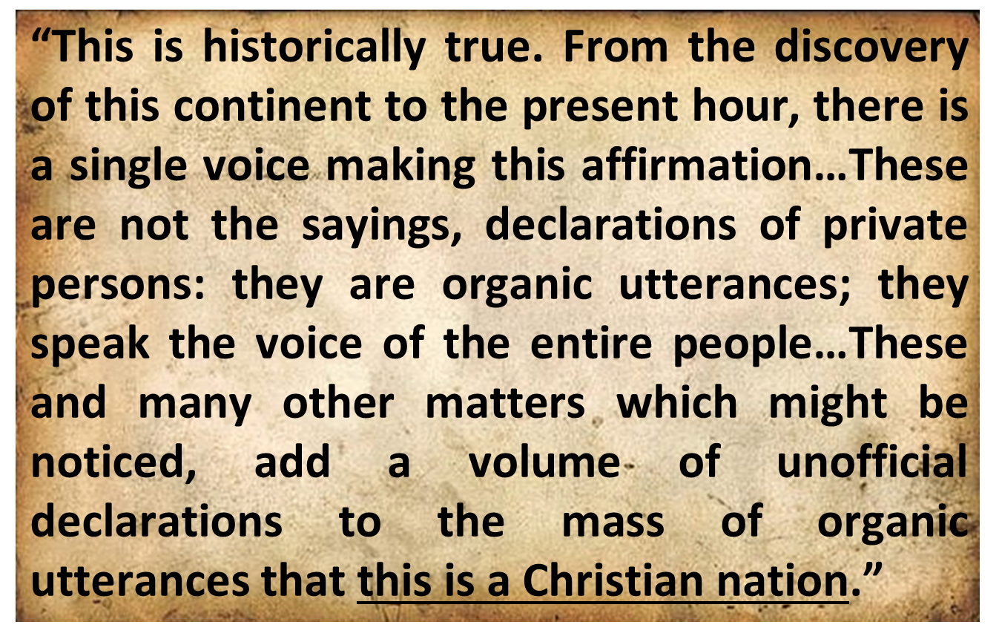 “This is historically true. From the discovery
of this continent to the present hour, there is
a single voice making this affirmation…These
are not the sayings, declarations of private
persons: they are organic utterances; they
speak the voice of the entire people…These
and many other matters which might be
noticed, add a volume of unofficial
declarations to the mass of organic
utterances that this is a Christian nation.”